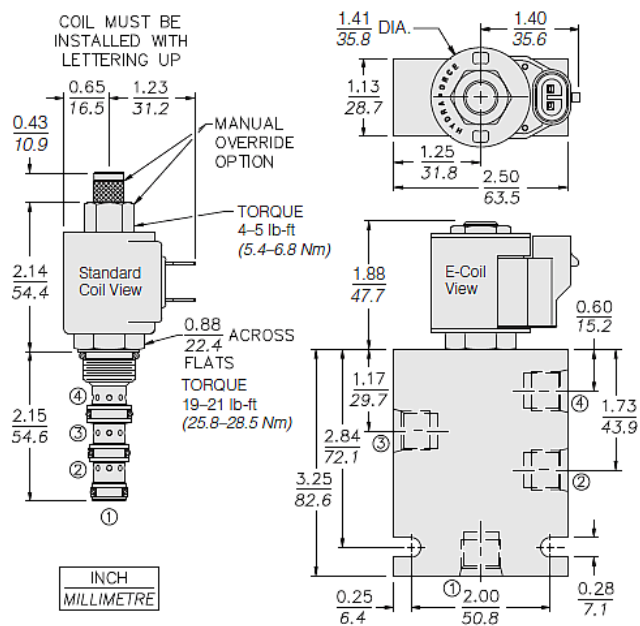 COIL MUST BE
INSTALLED WITH
LETTERING UP
0.65
16.5
1.23
31.2
0.43
10.9
MANUAL
OVERRIDE
OPTION
TORQUE
4–5 lb-ft
(5.4–6.8 Nm)
2.14
54.4
Standard
Coil View
0.88
22.4
ACROSS
FLATS
TORQUE
19–21 lb-ft
(25.8–28.5 Nm)
2.15
54.6
④
③
②
①
INCH
MILLIMETRE
1.41
35.8
DIA.
1.40
35.6
1.13
28.7
HYDRAFORCE
1.25
31.8
2.50
63.5
1.88
47.7
E-Coil
View
0.60
15.2
1.17
29.7
④
1.73
43.9
③
2.84
72.1
②
3.25
82.6
①
0.25
6.4
2.00
50.8
0.28
7.1